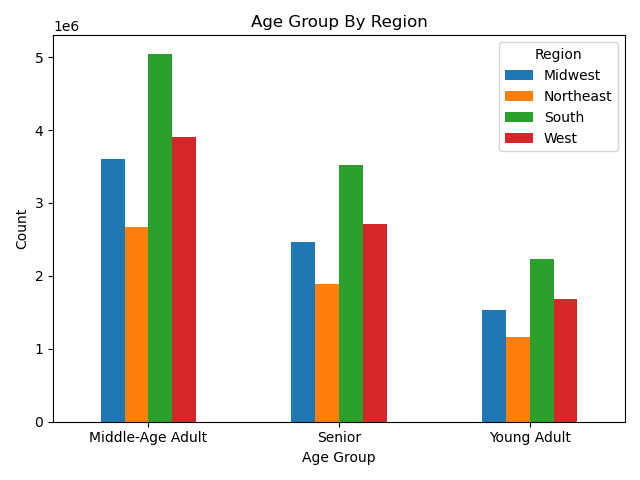 Age Group By Region
1e6
5
4
3
2
1
0
Count
Region
Midwest
Northeast
South
West
Middle-Age Adult
Senior
Young Adult
Age Group